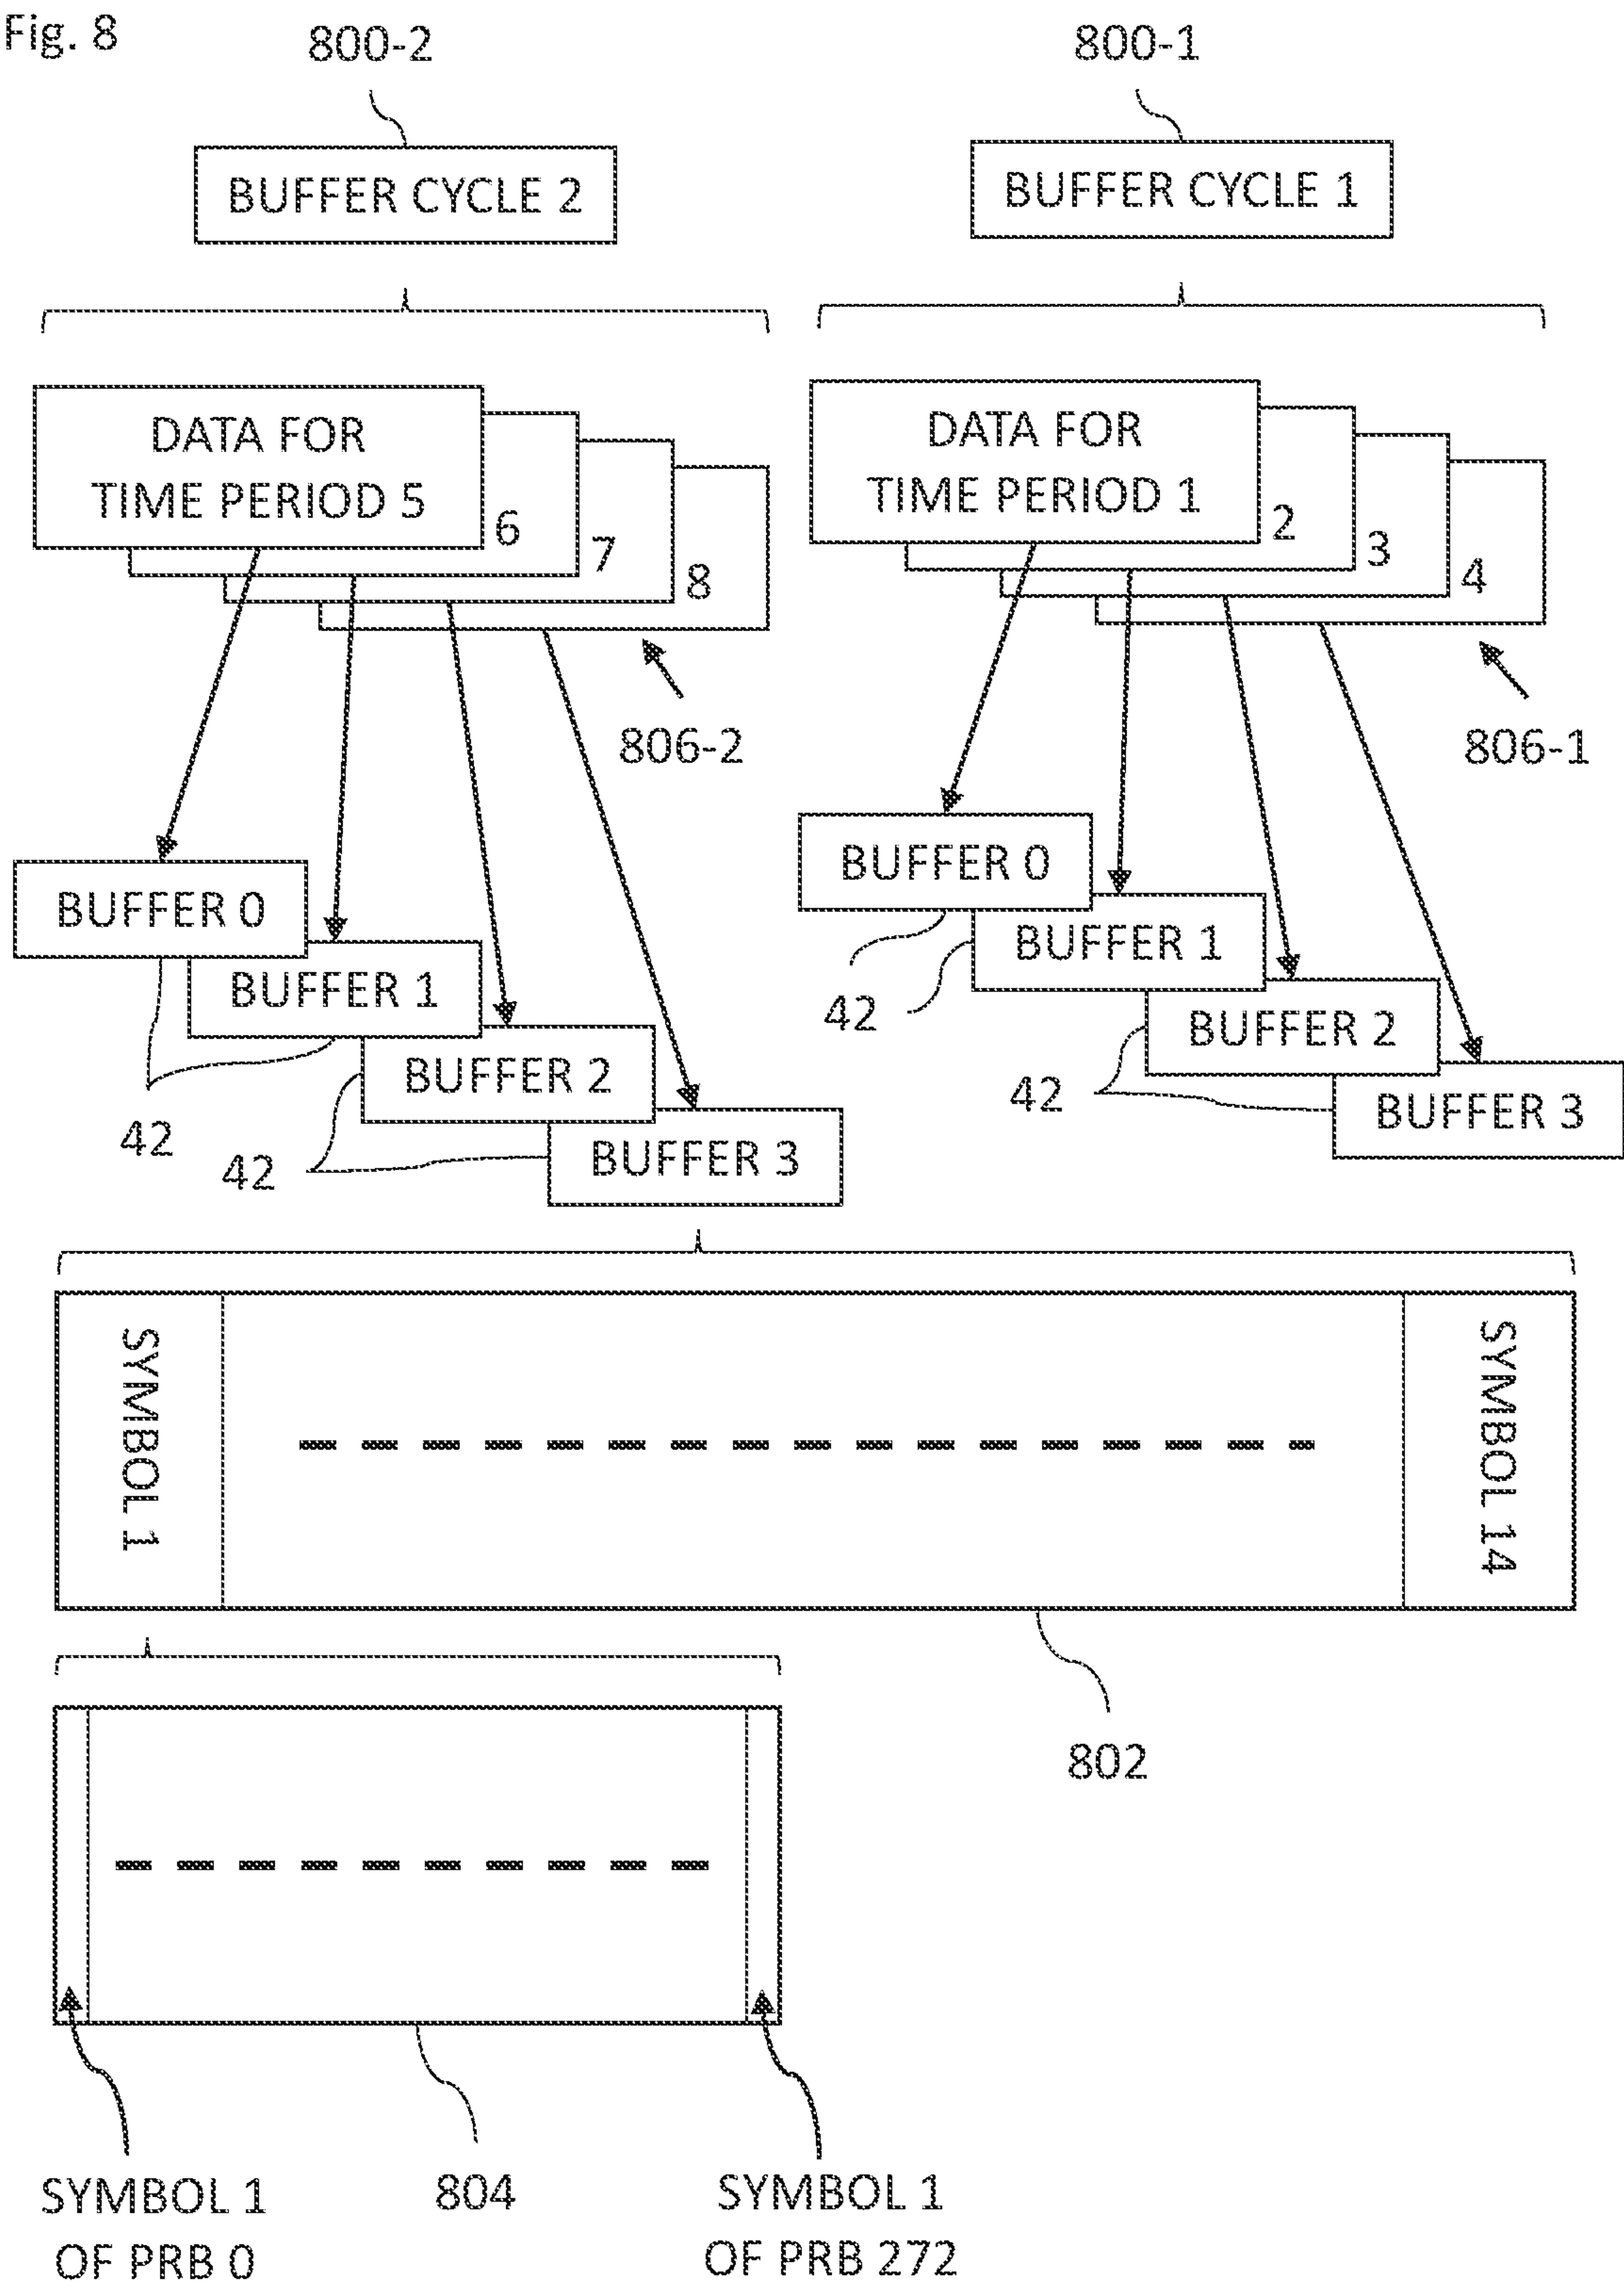 Fig. 8
800-2
800-1
BUFFER CYCLE 2
BUFFER CYCLE 1
DATA FOR
TIME PERIOD 5
6
7
8
DATA FOR
TIME PERIOD 1
2
3
4
806-2
806-1
BUFFER 0
BUFFER 1
BUFFER 2
BUFFER 3
42
42
BUFFER 0
BUFFER 1
BUFFER 2
BUFFER 3
42
42
SYMBOL 1
SYMBOL 14
802
SYMBOL 1
OF PRB 0
804
SYMBOL 1
OF PRB 272